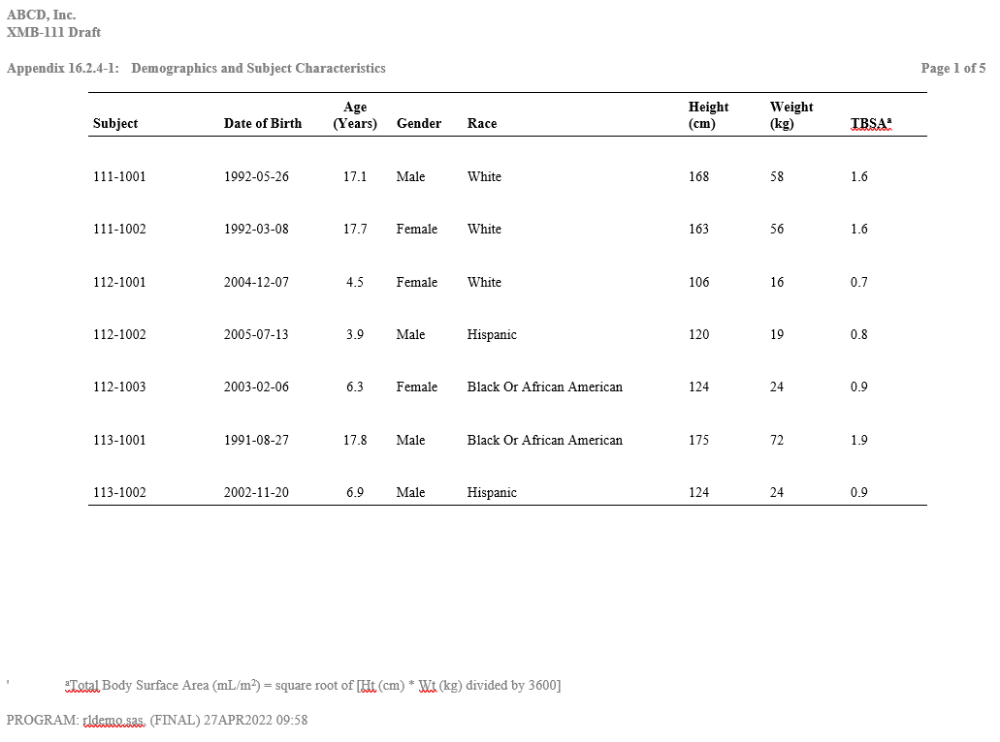 ABCD, Inc.
XMB-111 Draft
Appendix 16.2.4-1: Demographics and Subject Characteristics Page 1 of 5
Age Height Weight
Subject Date of Birth (Years) Gender Race (cm) (kg) TBSAᵃ
111-1001 1992-05-26 17.1 Male White 168 58 1.6
111-1002 1992-03-08 17.7 Female White 163 56 1.6
112-1001 2004-12-07 4.5 Female White 106 16 0.7
112-1002 2005-07-13 3.9 Male Hispanic 120 19 0.8
112-1003 2003-02-06 6.3 Female Black Or African American 124 24 0.9
113-1001 1991-08-27 17.8 Male Black Or African American 175 72 1.9
113-1002 2002-11-20 6.9 Male Hispanic 124 24 0.9
' ᵃTotal Body Surface Area (mL/m²) = square root of [Ht (cm) * Wt (kg) divided by 3600]
PROGRAM: rldemo.sas, (FINAL) 27APR2022 09:58